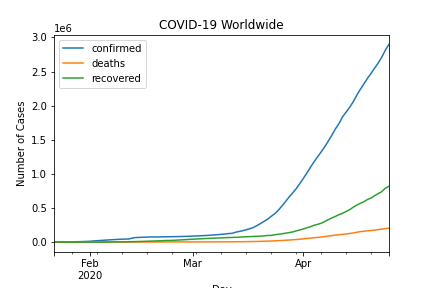 COVID-19 Worldwide
1e6
3.0
2.5
2.0
1.5
1.0
0.5
0.0
Number of Cases
confirmed
deaths
recovered
Feb
2020
Mar
Apr